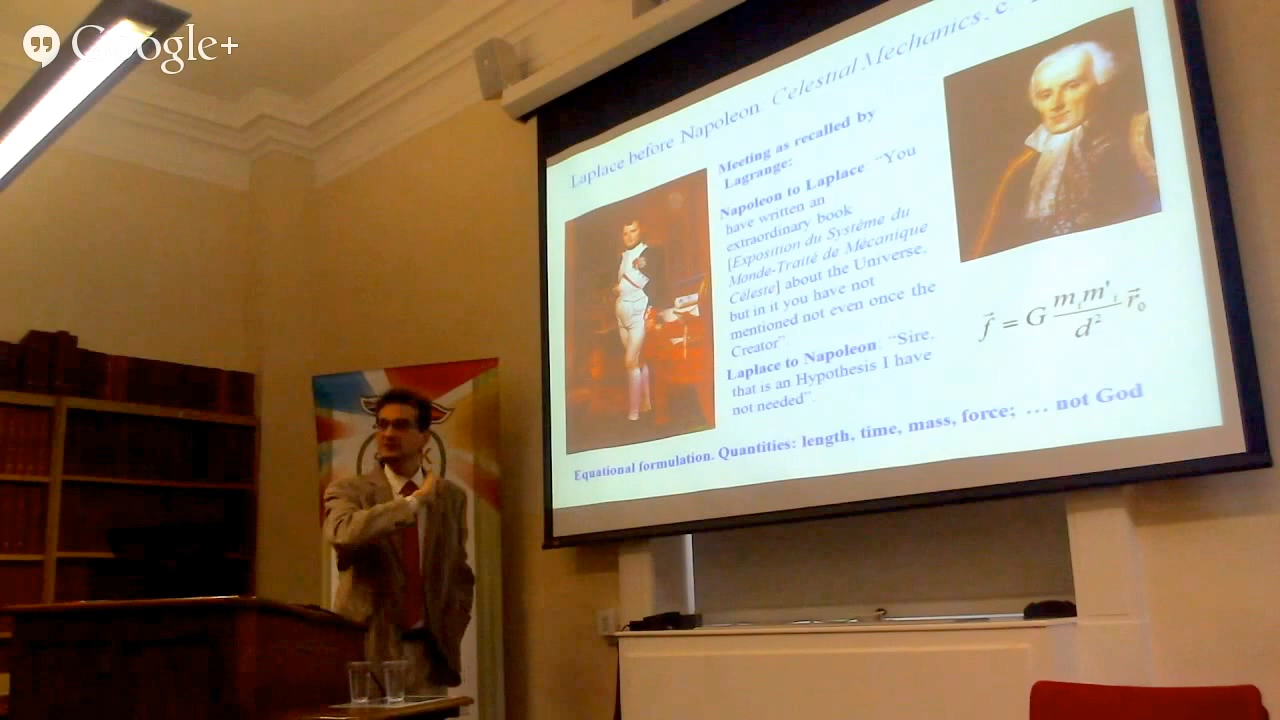 Google+
Laplace before Napoleon. Celestial Mechanics, c.
Meeting as recalled by
Lagrange:
Napoleon to Laplace: “You
have written an
extraordinary book
[Exposition du Système du
Monde-Traité de Mécanique
Céleste] about the Universe,
but in it you have not
mentioned not even once the
Creator”
Laplace to Napoleon: “Sire,
that is an Hypothesis I have
not needed”.
f = G
d²
Equational formulation. Quantities: length, time, mass, force; … not God